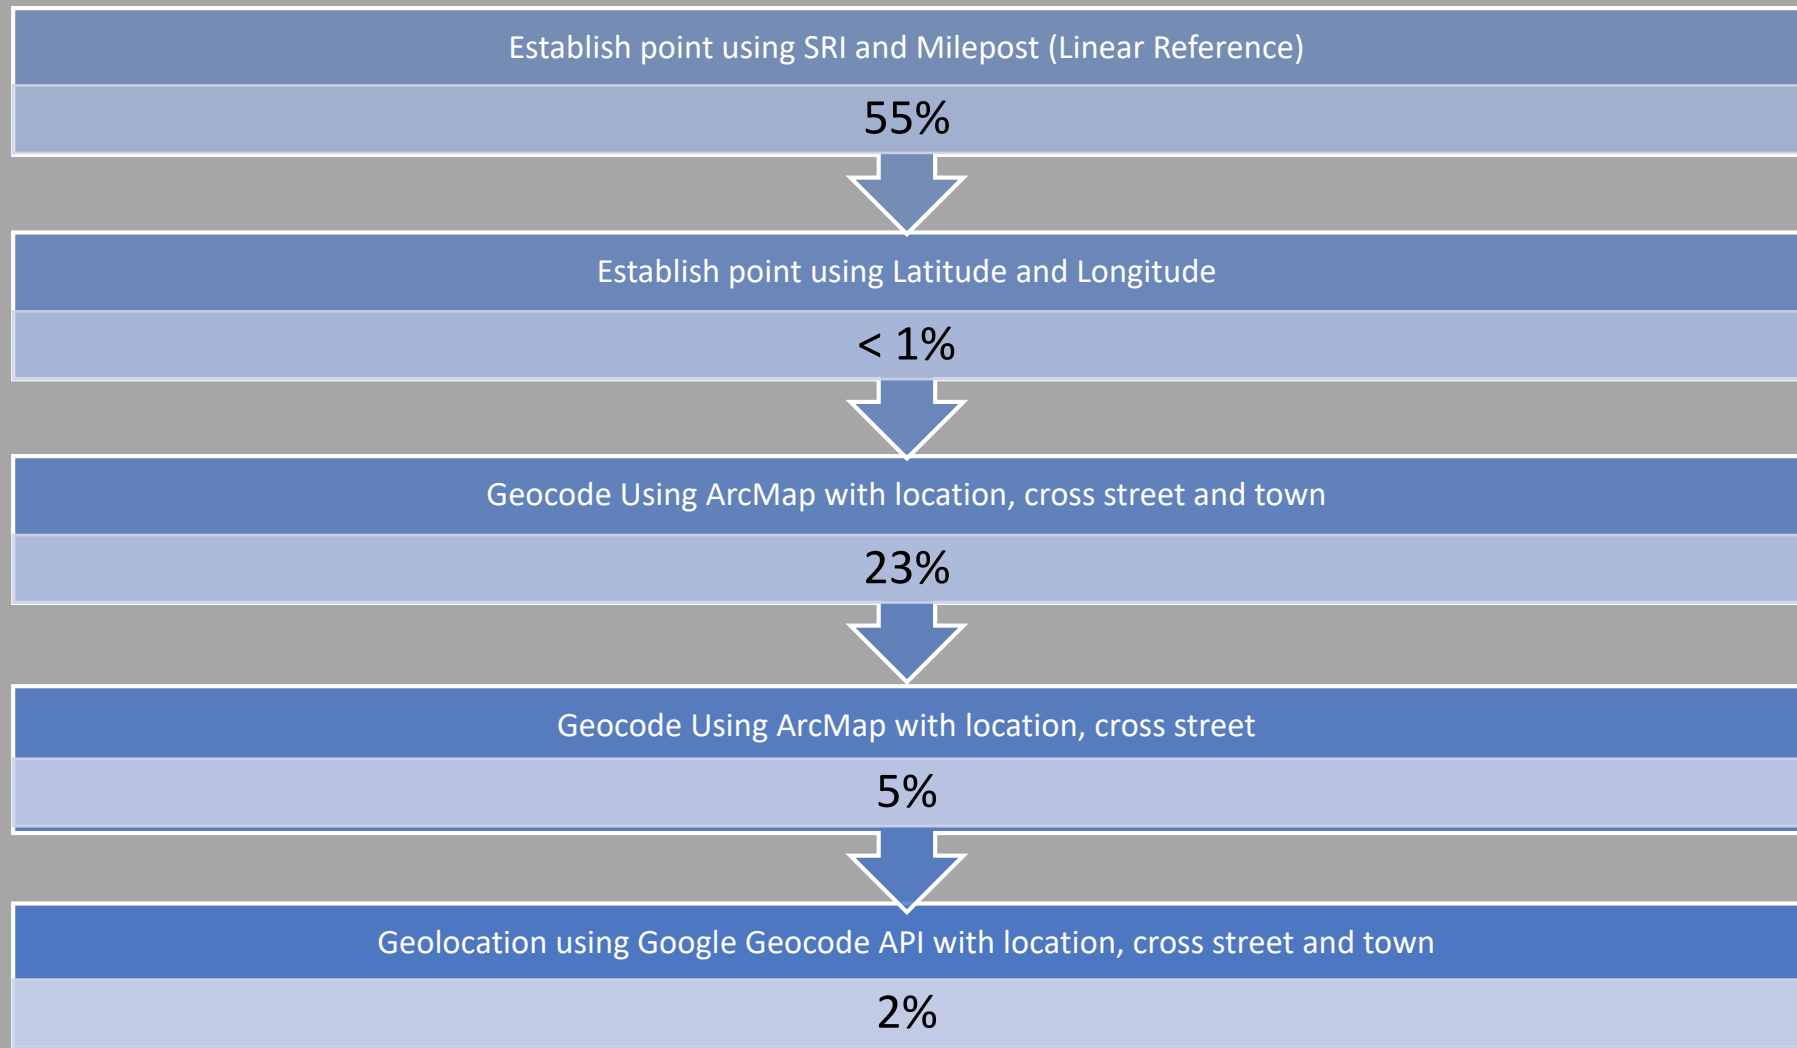 Establish point using SRI and Milepost (Linear Reference)
55%
Establish point using Latitude and Longitude
< 1%
Geocode Using ArcMap with location, cross street and town
23%
Geocode Using ArcMap with location, cross street
5%
Geolocation using Google Geocode API with location, cross street and town
2%